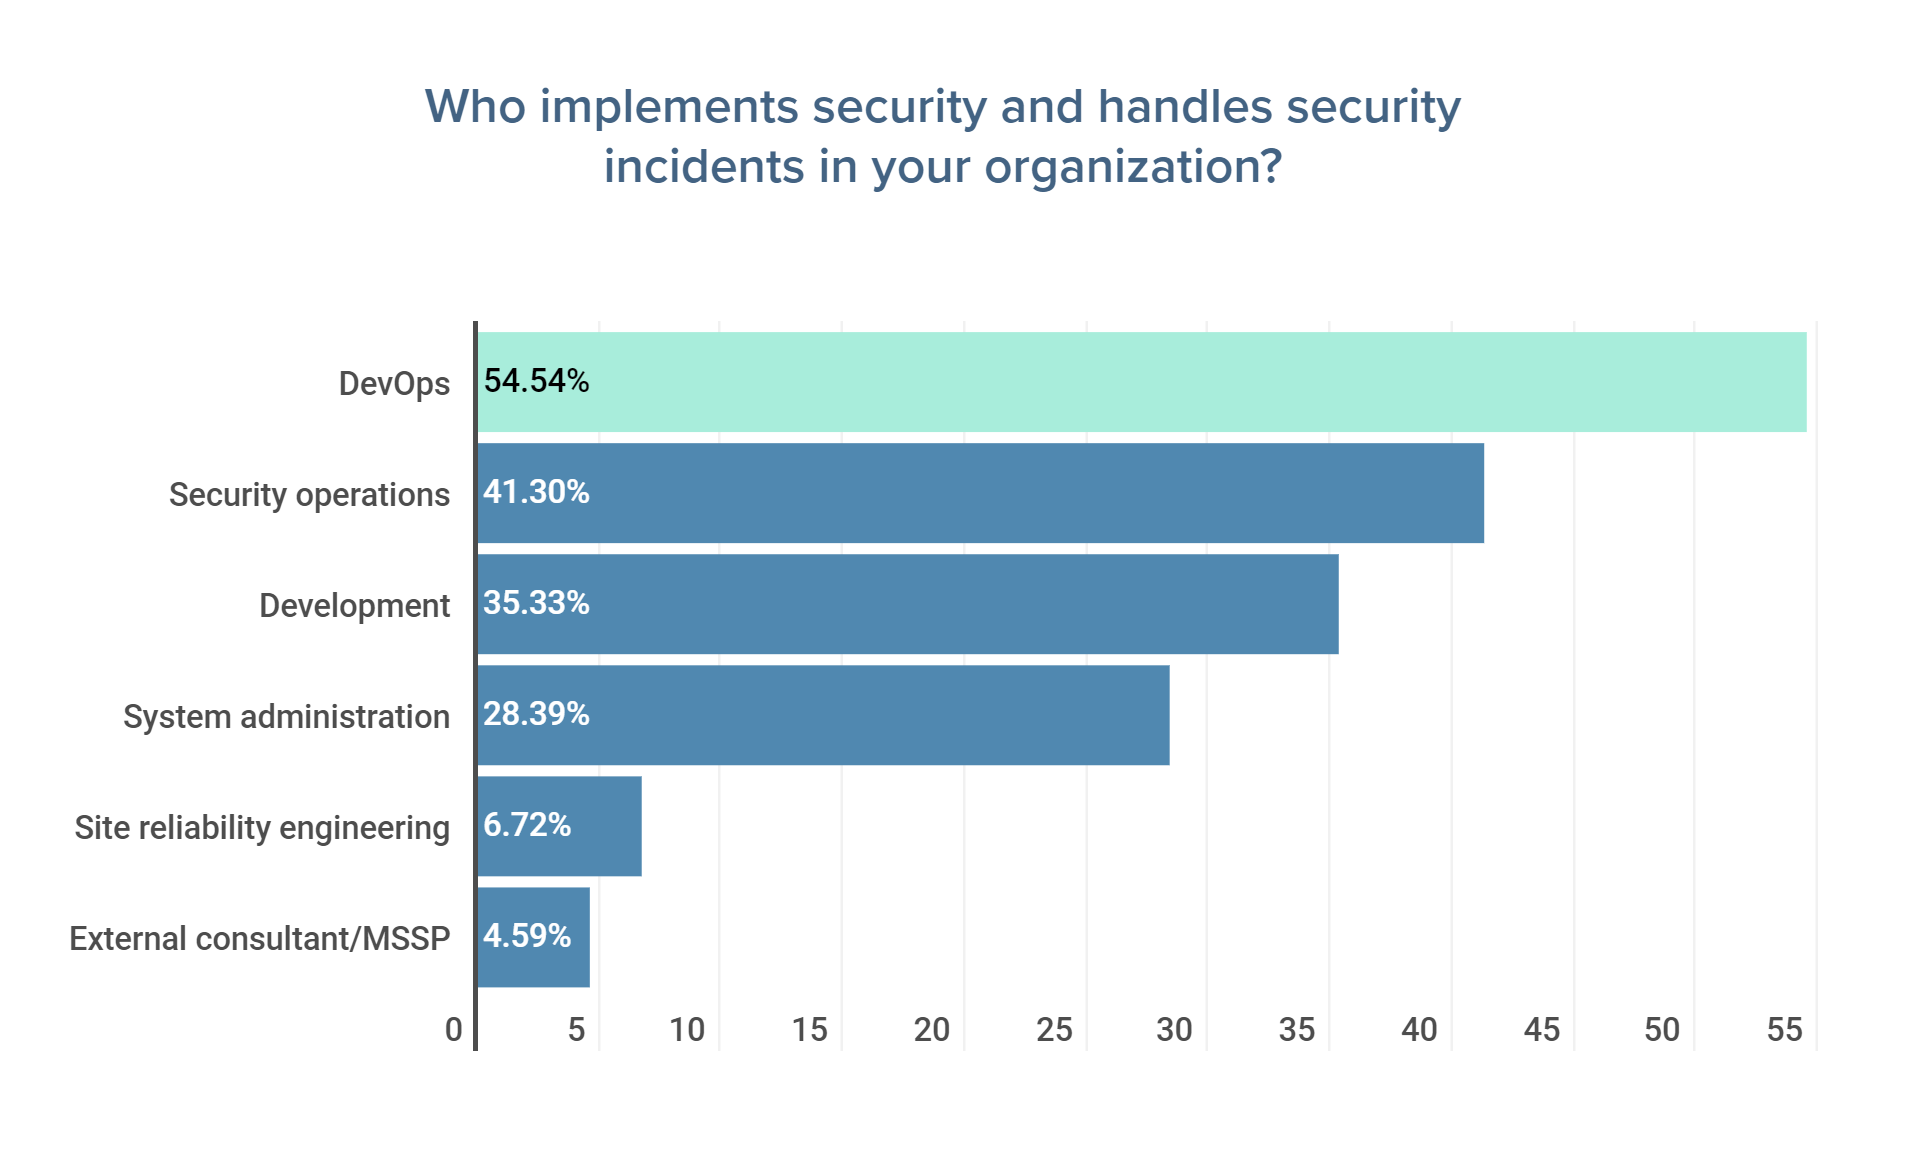 Who implements security and handles security
incidents in your organization?
DevOps 54.54%
Security operations 41.30%
Development 35.33%
System administration 28.39%
Site reliability engineering 6.72%
External consultant/MSSP 4.59%
0 5 10 15 20 25 30 35 40 45 50 55